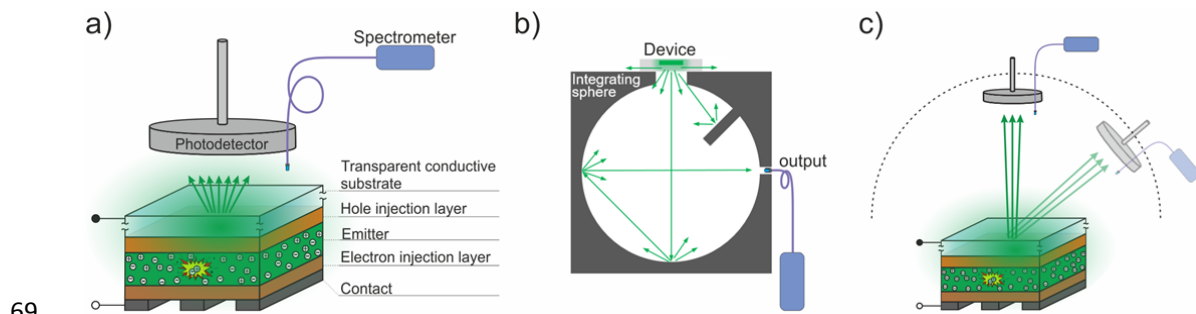 a)
Spectrometer
Photodetector
Transparent conductive
substrate
Hole injection layer
Emitter
Electron injection layer
Contact
b)
Device
Integrating
sphere
output
c)
69